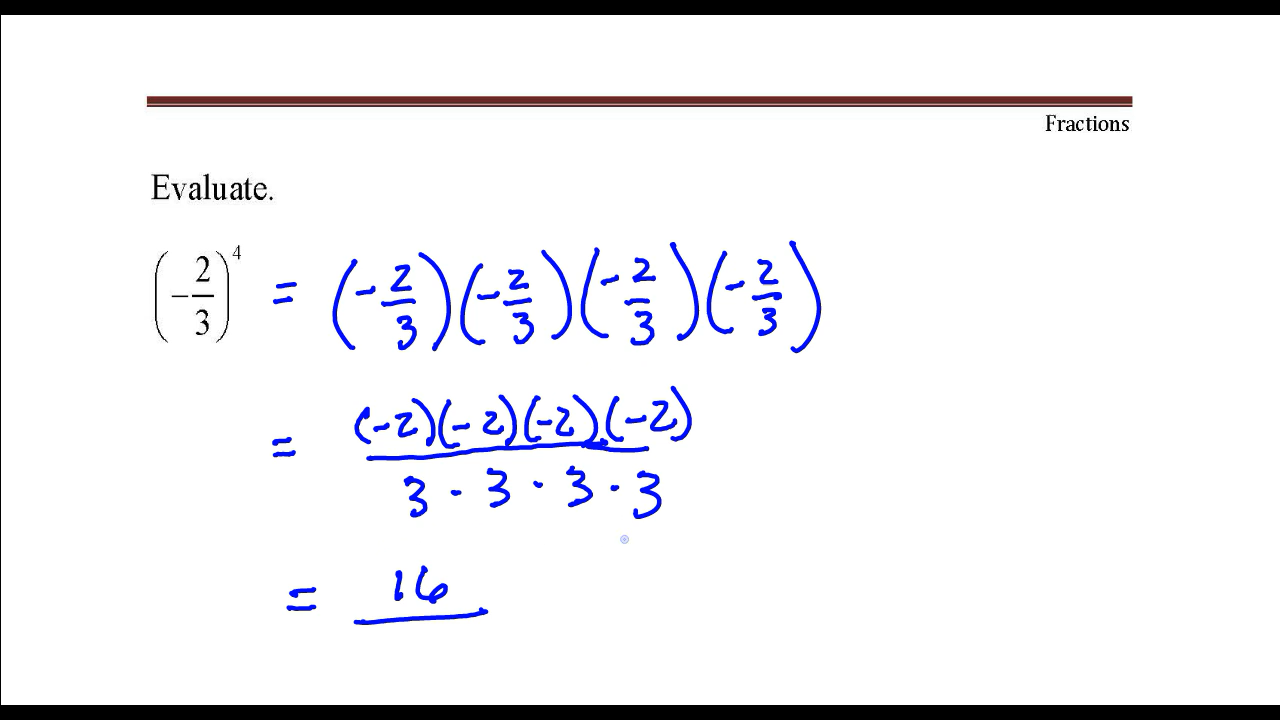 Fractions
Evaluate.
(-2/3)^4 = (-2/3)(-2/3)(-2/3)(-2/3)
= (-2)(-2)(-2)(-2) / 3 · 3 · 3 · 3
= 16 /